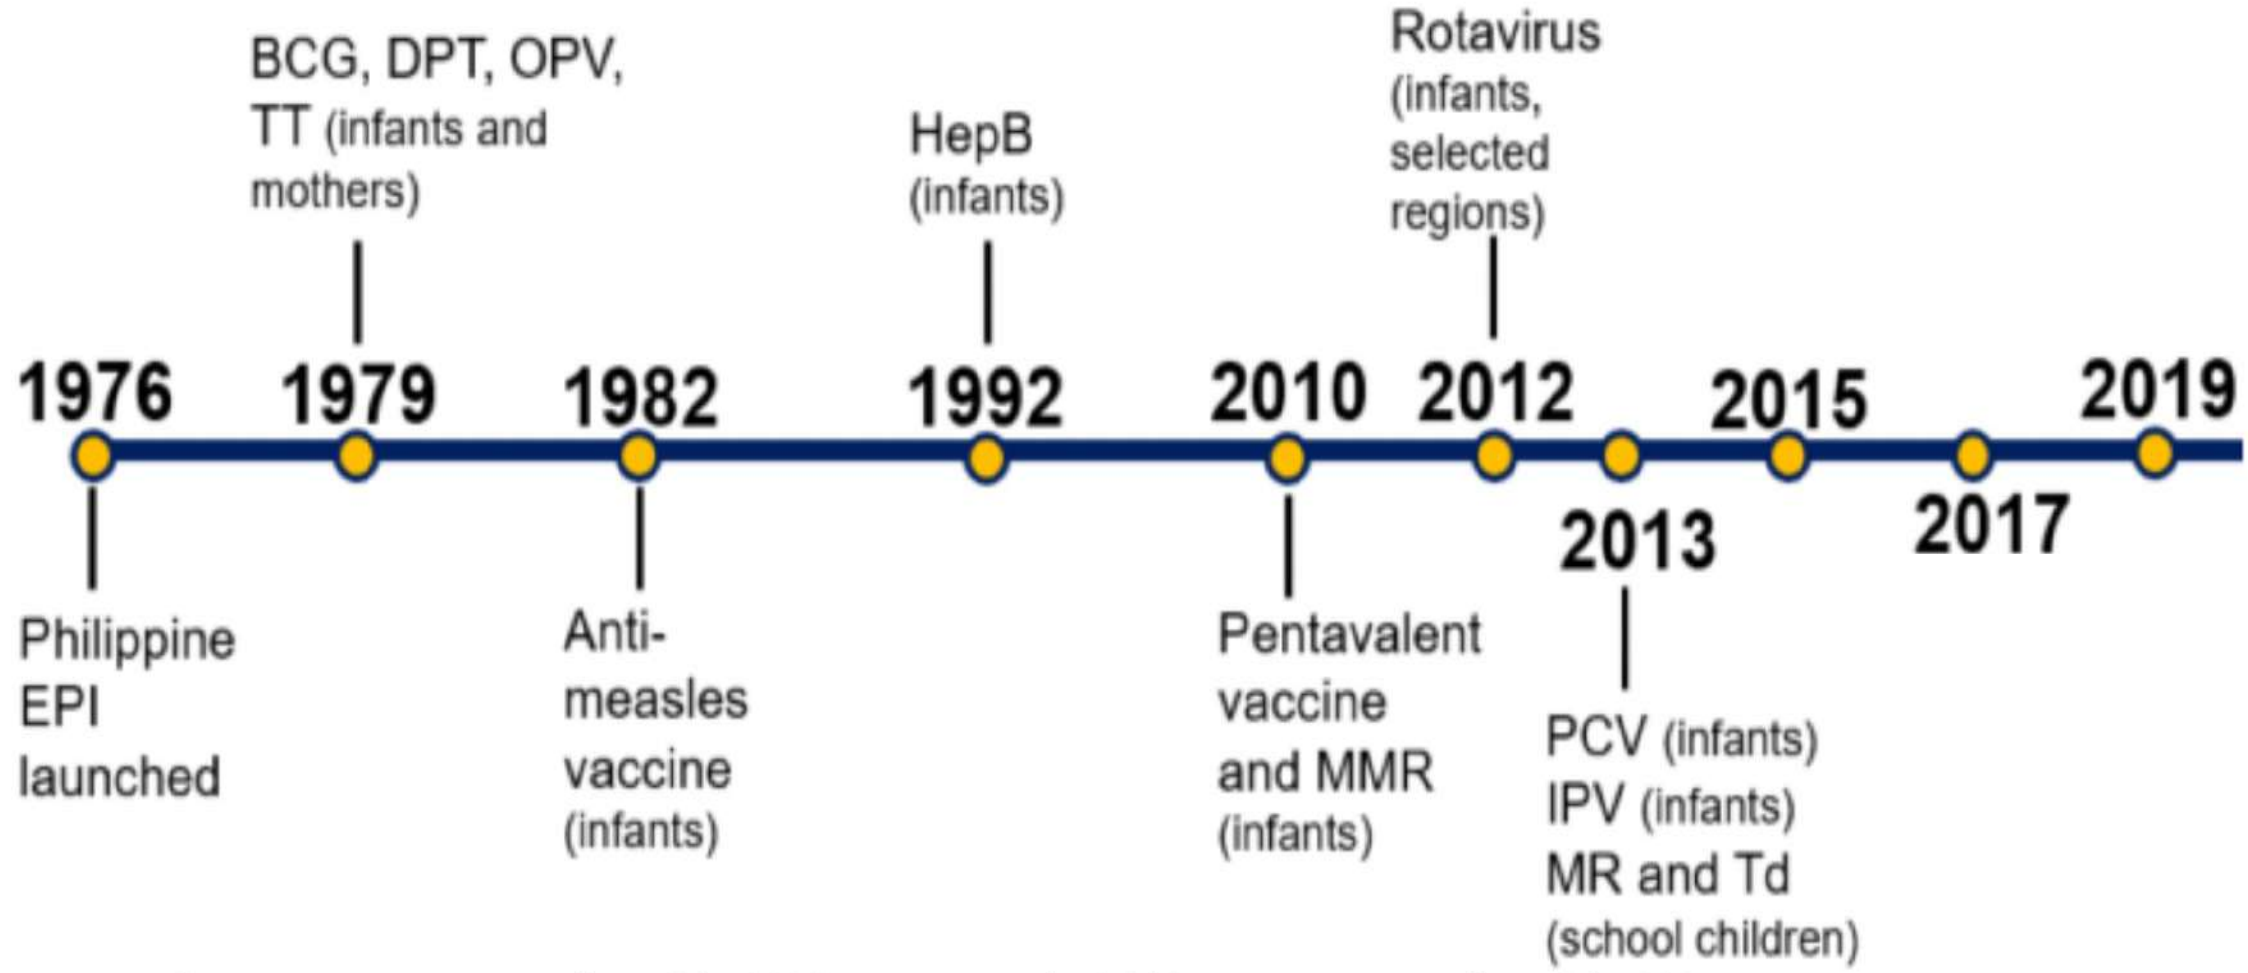 BCG, DPT, OPV,
TT (infants and
mothers)
HepB
(infants)
Rotavirus
(infants,
selected
regions)
1976
1979
1982
1992
2010
2012
2015
2019
2013
2017
Philippine
EPI
launched
Anti-
measles
vaccine
(infants)
Pentavalent
vaccine
and MMR
(infants)
PCV (infants)
IPV (infants)
MR and Td
(school children)